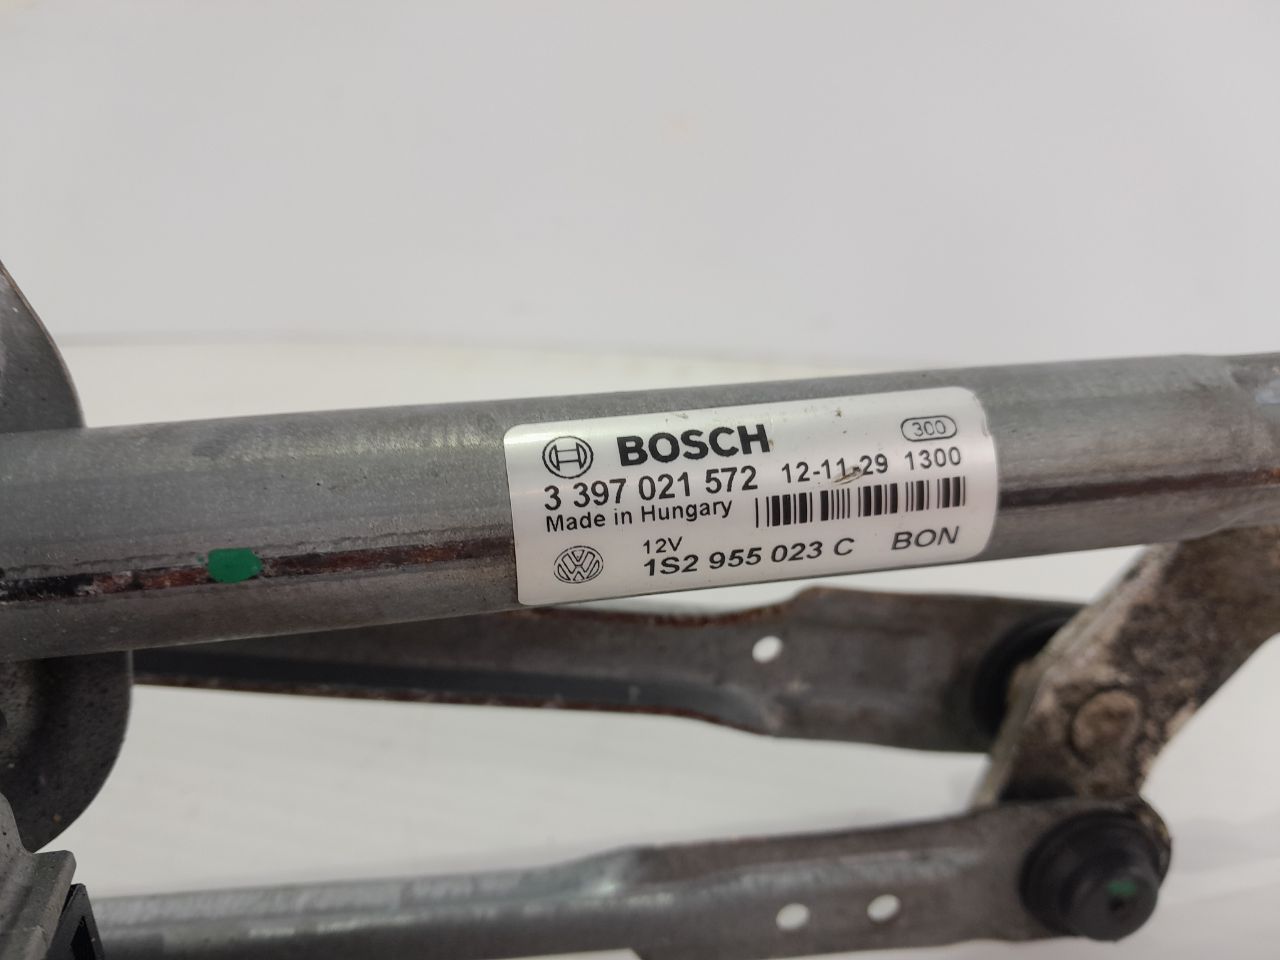 BOSCH 300
3 397 021 572 12-11-29 1300
Made in Hungary
12V
1S2 955 023 C BON